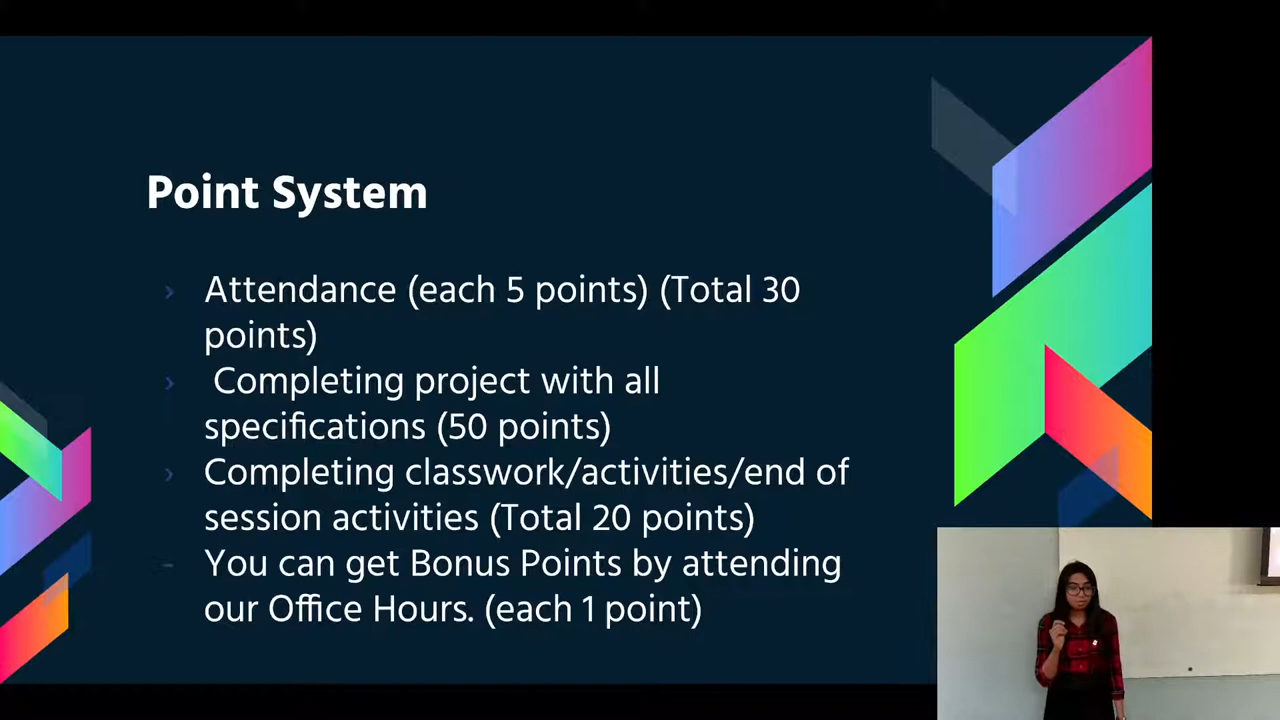 Point System
Attendance (each 5 points) (Total 30
points)
Completing project with all
specifications (50 points)
Completing classwork/activities/end of
session activities (Total 20 points)
You can get Bonus Points by attending
our Office Hours. (each 1 point)